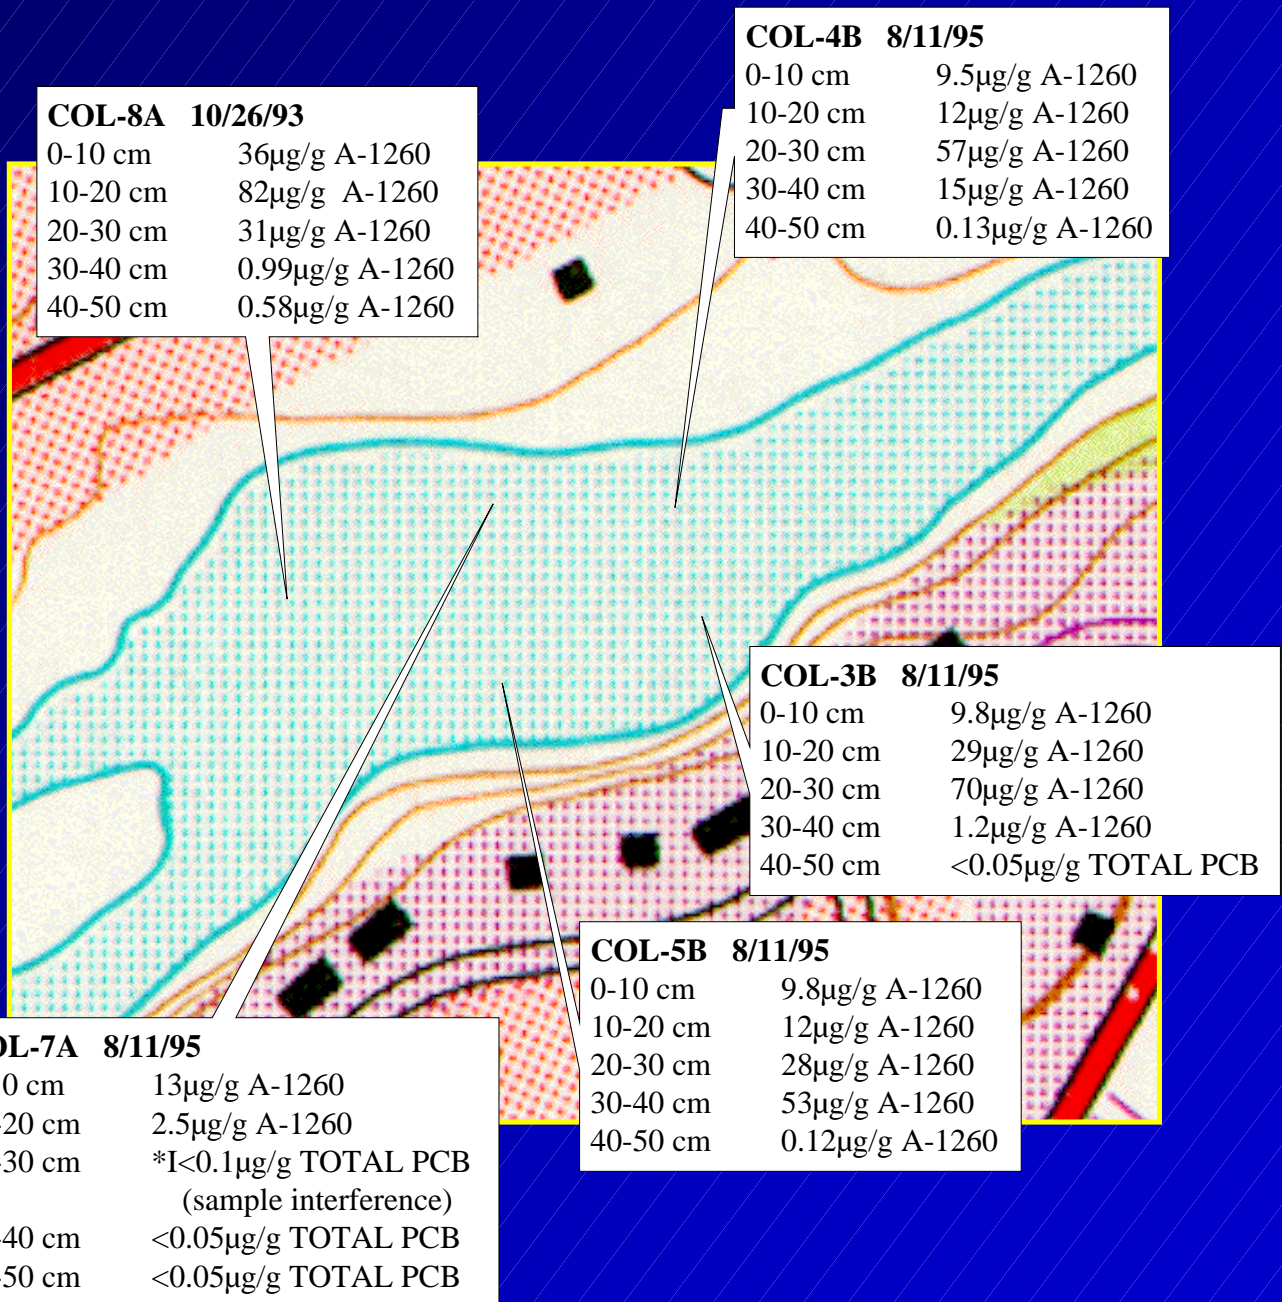 COL-4B 8/11/95
0-10 cm 9.5µg/g A-1260
10-20 cm 12µg/g A-1260
20-30 cm 57µg/g A-1260
30-40 cm 15µg/g A-1260
40-50 cm 0.13µg/g A-1260
COL-8A 10/26/93
0-10 cm 36µg/g A-1260
10-20 cm 82µg/g A-1260
20-30 cm 31µg/g A-1260
30-40 cm 0.99µg/g A-1260
40-50 cm 0.58µg/g A-1260
COL-3B 8/11/95
0-10 cm 9.8µg/g A-1260
10-20 cm 29µg/g A-1260
20-30 cm 70µg/g A-1260
30-40 cm 1.2µg/g A-1260
40-50 cm <0.05µg/g TOTAL PCB
COL-5B 8/11/95
0-10 cm 9.8µg/g A-1260
10-20 cm 12µg/g A-1260
20-30 cm 28µg/g A-1260
30-40 cm 53µg/g A-1260
40-50 cm 0.12µg/g A-1260
OL-7A 8/11/95
0 cm 13µg/g A-1260
-20 cm 2.5µg/g A-1260
-30 cm *I<0.1µg/g TOTAL PCB
(sample interference)
-40 cm <0.05µg/g TOTAL PCB
-50 cm <0.05µg/g TOTAL PCB